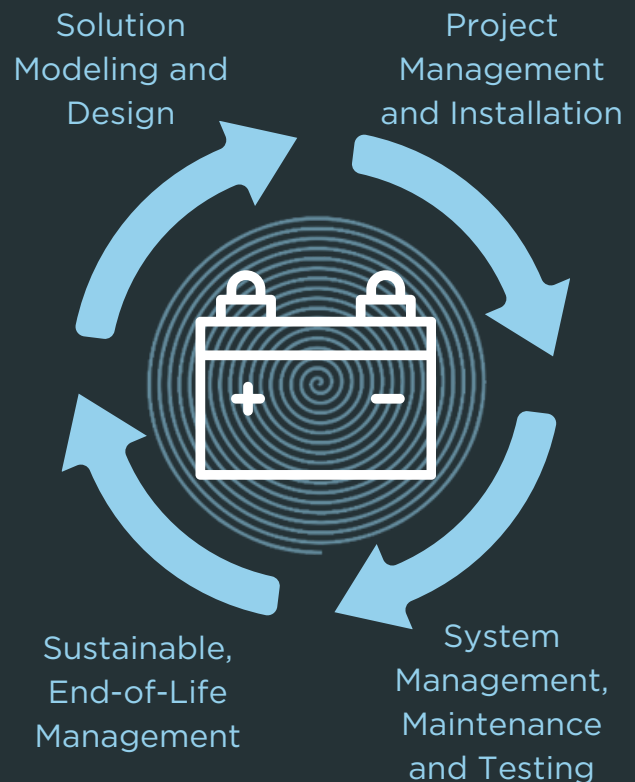 Solution
Modeling and
Design
Project
Management
and Installation
+
−
Sustainable,
End-of-Life
Management
System
Management,
Maintenance
and Testing